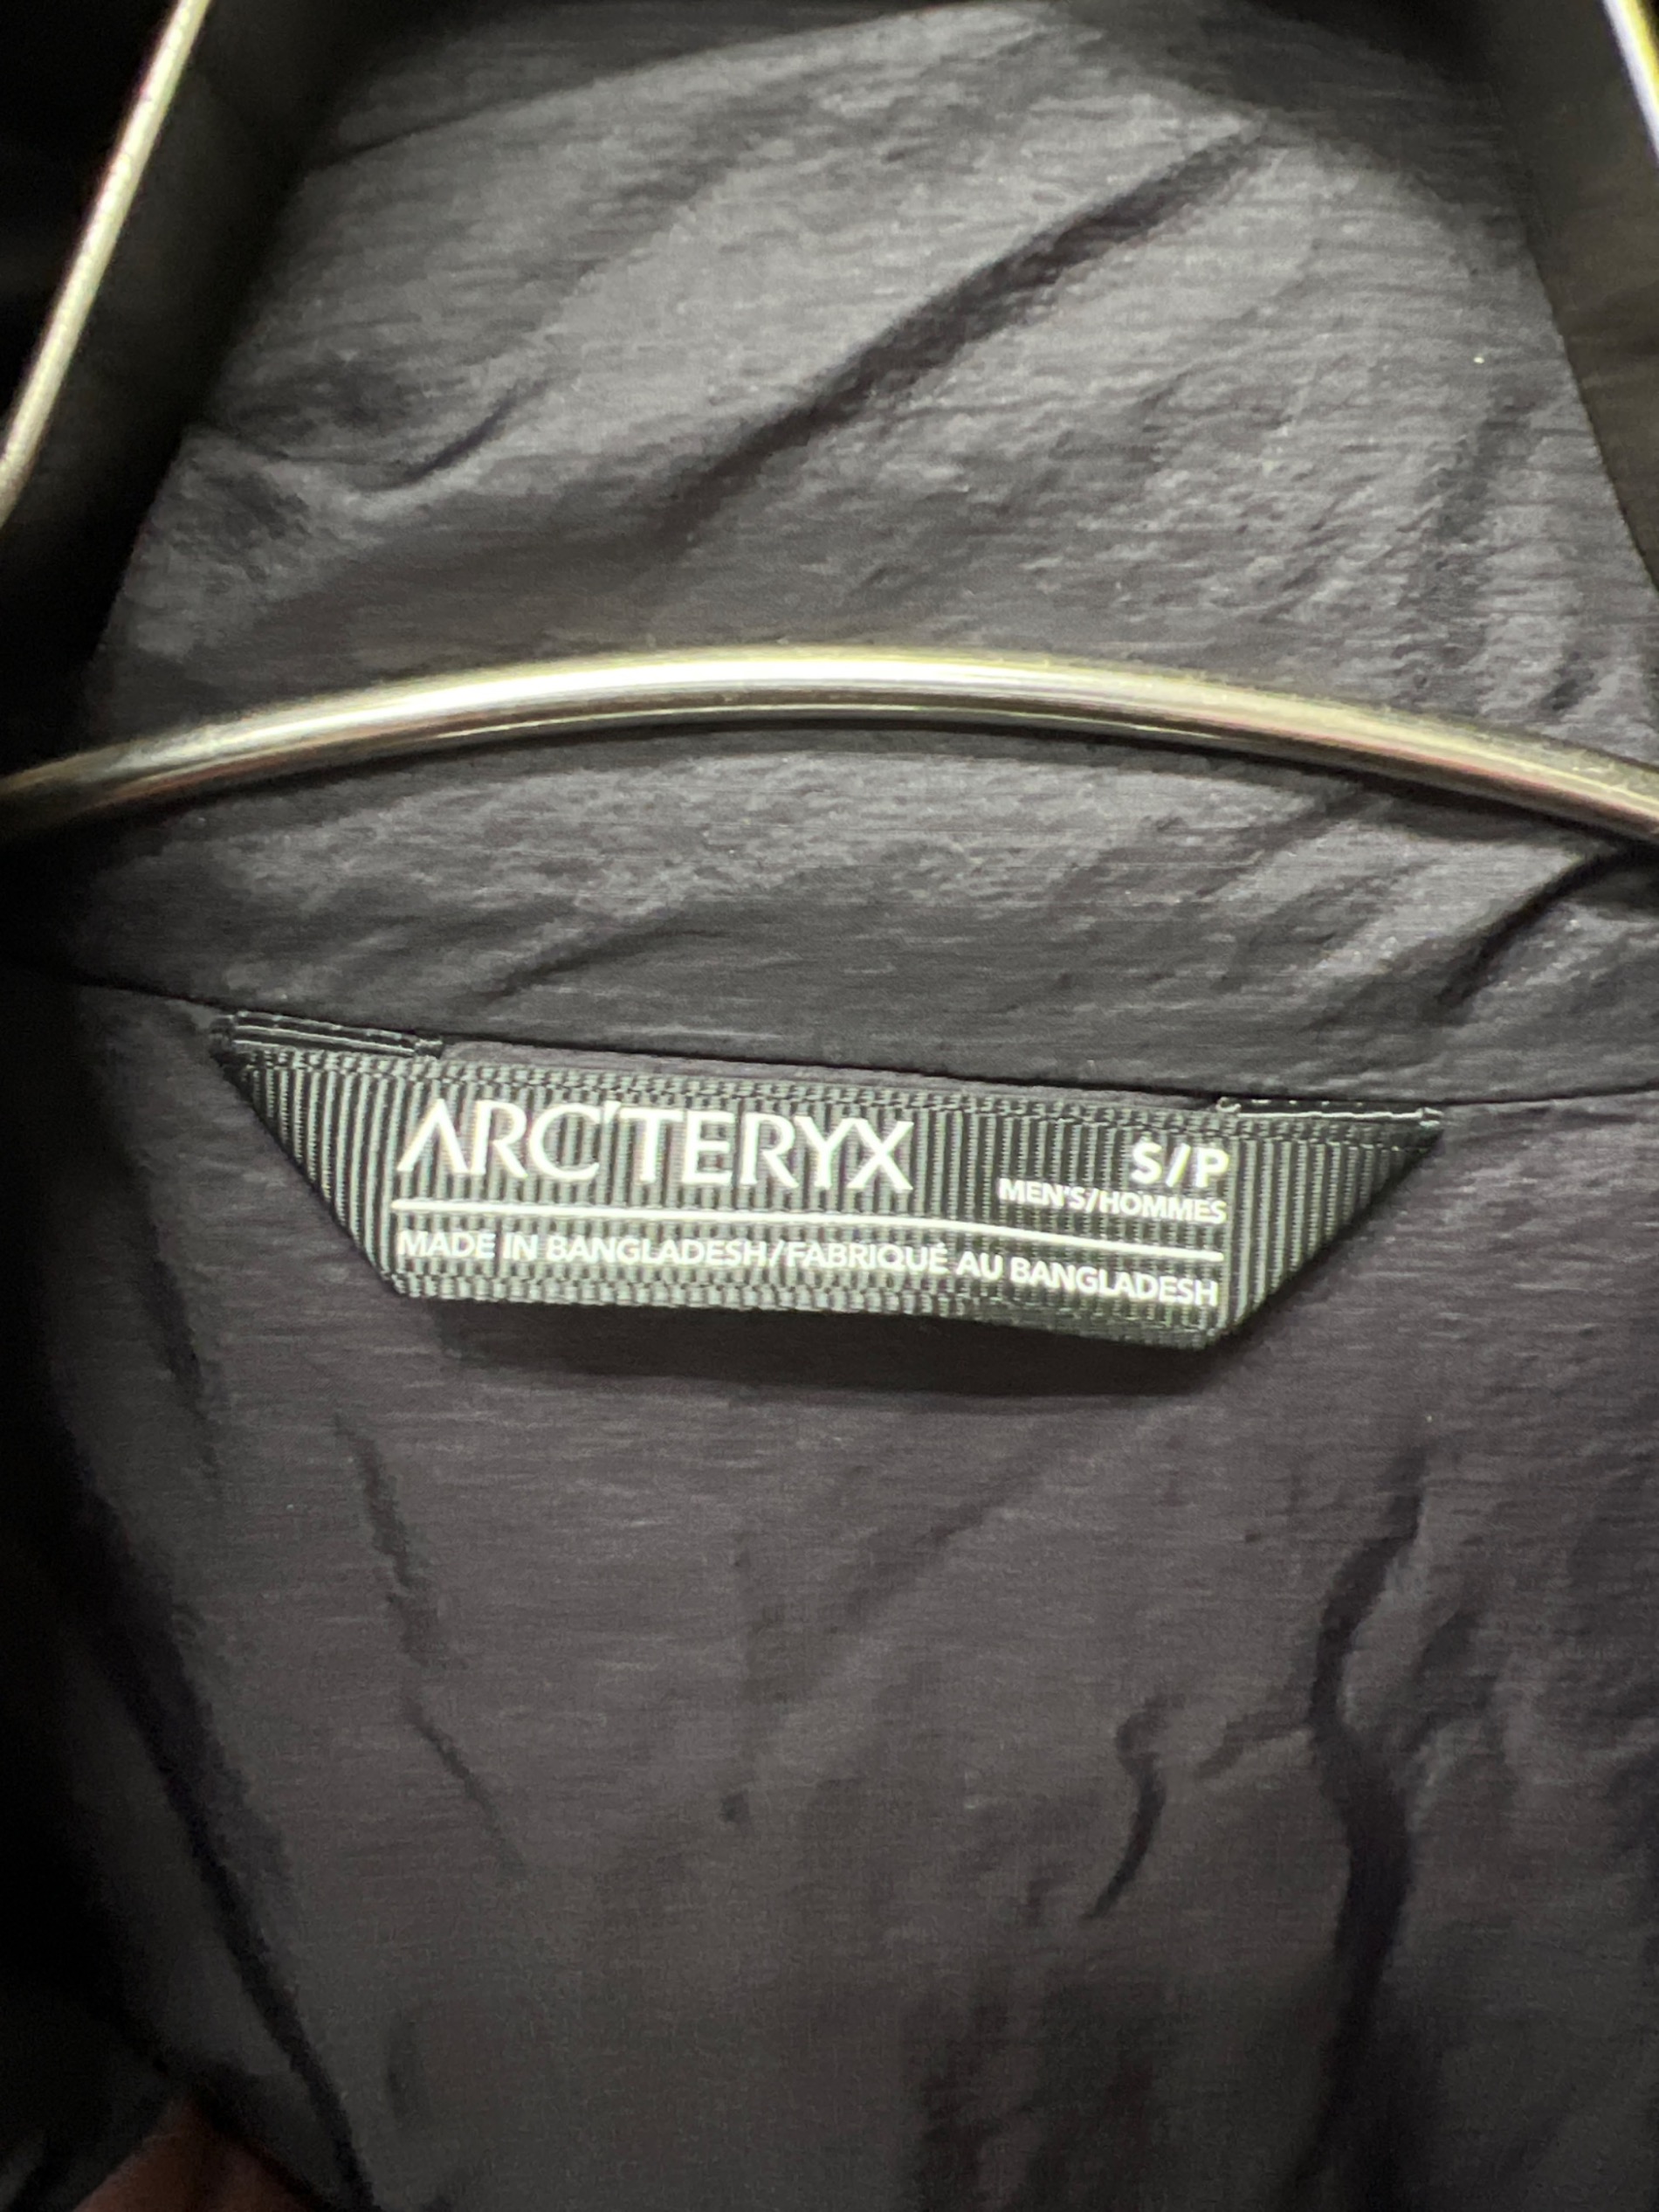 ARC'TERYX
S/P
MEN'S/HOMMES
MADE IN BANGLADESH/FABRIQUÉ AU BANGLADESH